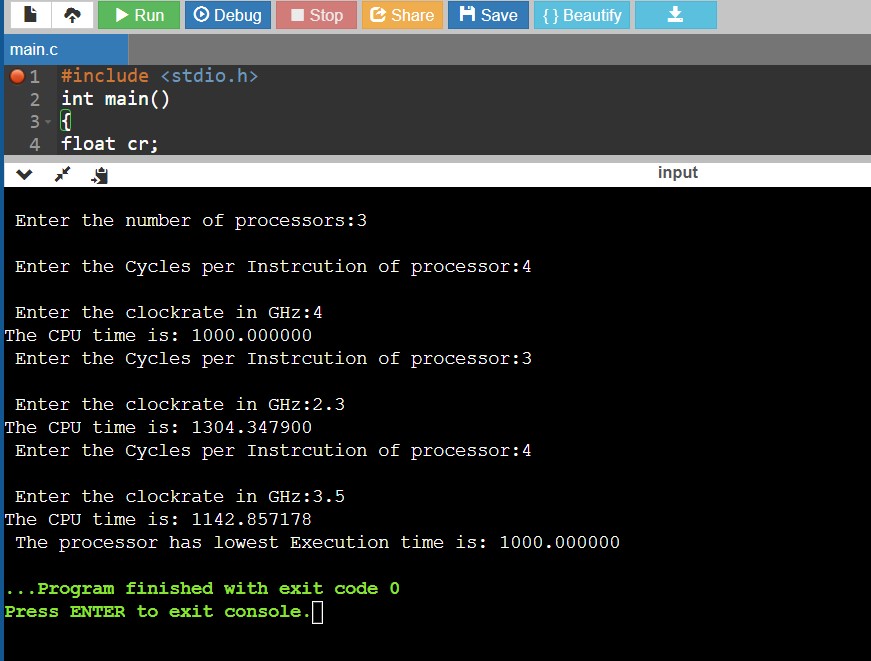 Run Debug Stop Share Save { } Beautify
main.c
1 #include <stdio.h>
2 int main()
3 {
4 float cr;
input
Enter the number of processors:3
Enter the Cycles per Instrcution of processor:4
Enter the clockrate in GHz:4
The CPU time is: 1000.000000
Enter the Cycles per Instrcution of processor:3
Enter the clockrate in GHz:2.3
The CPU time is: 1304.347900
Enter the Cycles per Instrcution of processor:4
Enter the clockrate in GHz:3.5
The CPU time is: 1142.857178
The processor has lowest Execution time is: 1000.000000
...Program finished with exit code 0
Press ENTER to exit console.